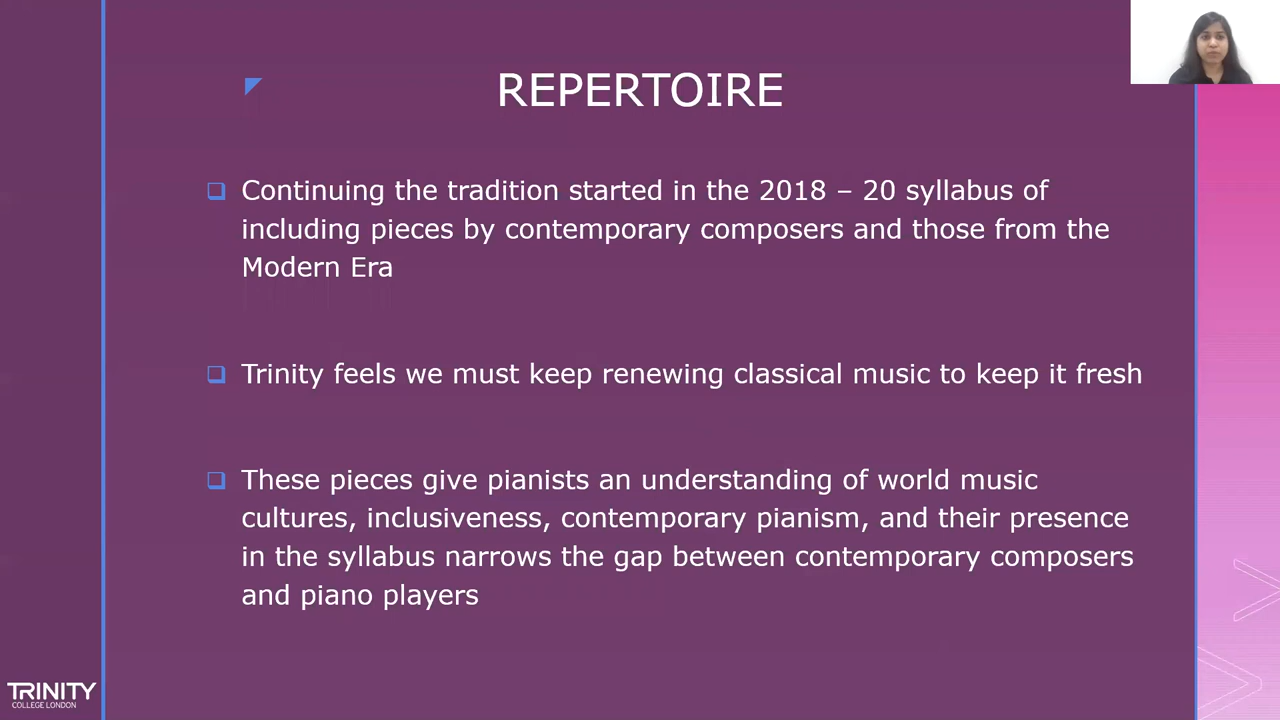 REPERTOIRE
Continuing the tradition started in the 2018 – 20 syllabus of
including pieces by contemporary composers and those from the
Modern Era
Trinity feels we must keep renewing classical music to keep it fresh
These pieces give pianists an understanding of world music
cultures, inclusiveness, contemporary pianism, and their presence
in the syllabus narrows the gap between contemporary composers
and piano players
TRINITY
COLLEGE LONDON